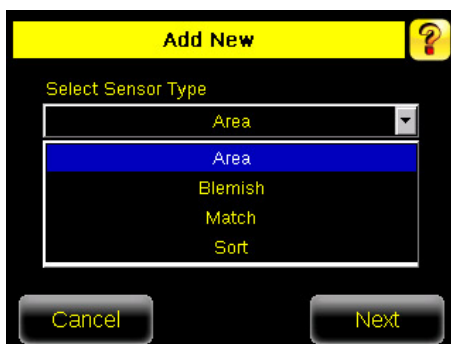 Add New
?
Select Sensor Type
Area
Area
Blemish
Match
Sort
Cancel
Next